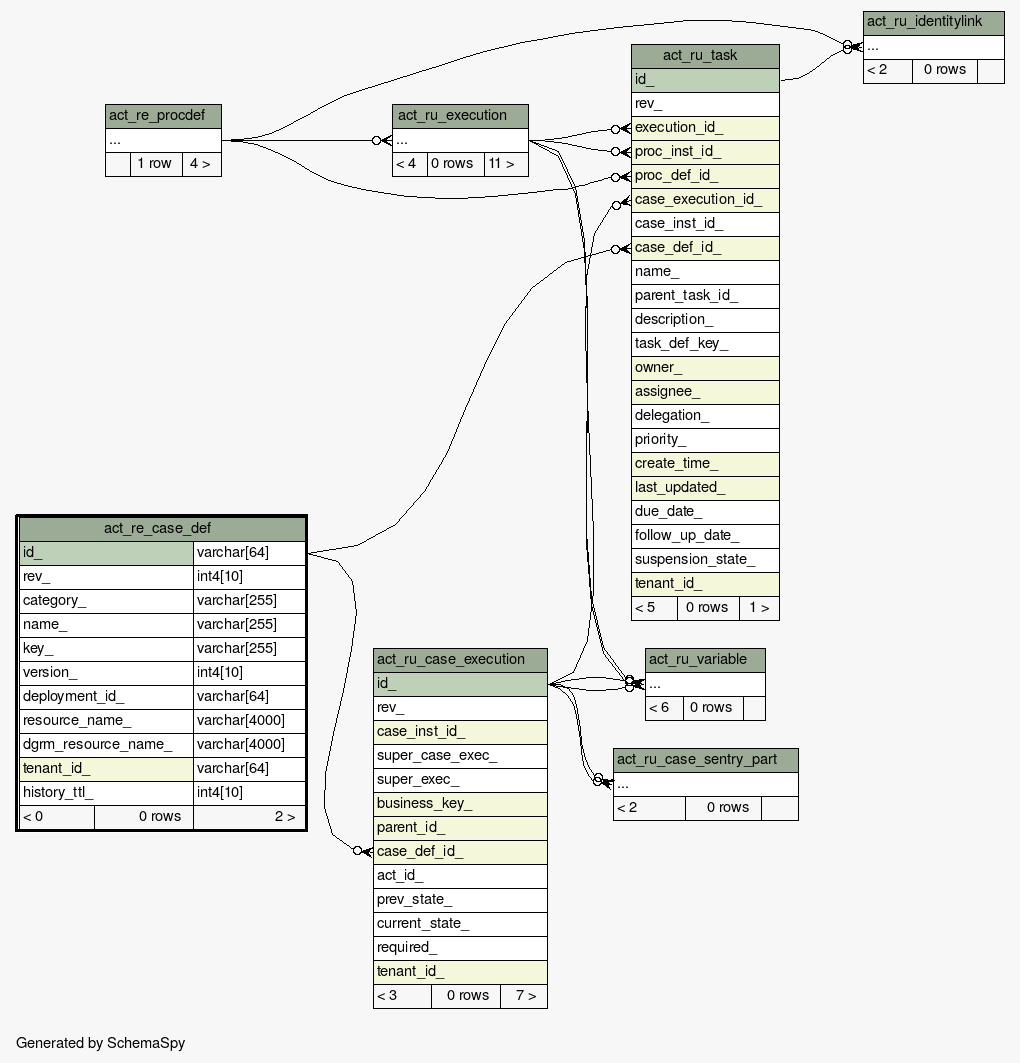 act_ru_identitylink
...
< 2 0 rows
act_ru_task
id_
rev_
execution_id_
proc_inst_id_
proc_def_id_
case_execution_id_
case_inst_id_
case_def_id_
name_
parent_task_id_
description_
task_def_key_
owner_
assignee_
delegation_
priority_
create_time_
last_updated_
due_date_
follow_up_date_
suspension_state_
tenant_id_
< 5 0 rows 1 >
act_re_procdef
...
1 row 4 >
act_ru_execution
...
< 4 0 rows 11 >
act_re_case_def
id_ varchar[64]
rev_ int4[10]
category_ varchar[255]
name_ varchar[255]
key_ varchar[255]
version_ int4[10]
deployment_id_ varchar[64]
resource_name_ varchar[4000]
dgrm_resource_name_ varchar[4000]
tenant_id_ varchar[64]
history_ttl_ int4[10]
< 0 0 rows 2 >
act_ru_case_execution
id_
rev_
case_inst_id_
super_case_exec_
super_exec_
business_key_
parent_id_
case_def_id_
act_id_
prev_state_
current_state_
required_
tenant_id_
< 3 0 rows 7 >
act_ru_variable
...
< 6 0 rows
act_ru_case_sentry_part
...
< 2 0 rows
Generated by SchemaSpy